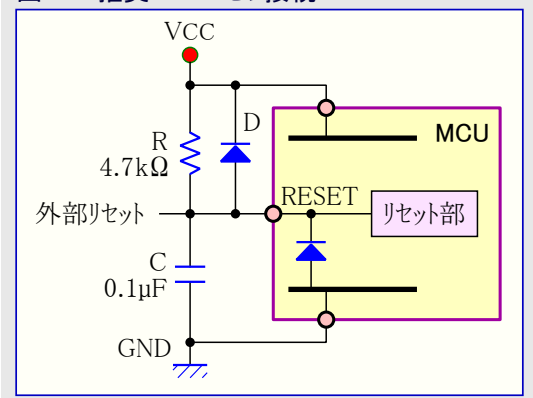 VCC
R
4.7kΩ
D
MCU
外部リセット
RESET
リセット部
C
0.1μF
GND